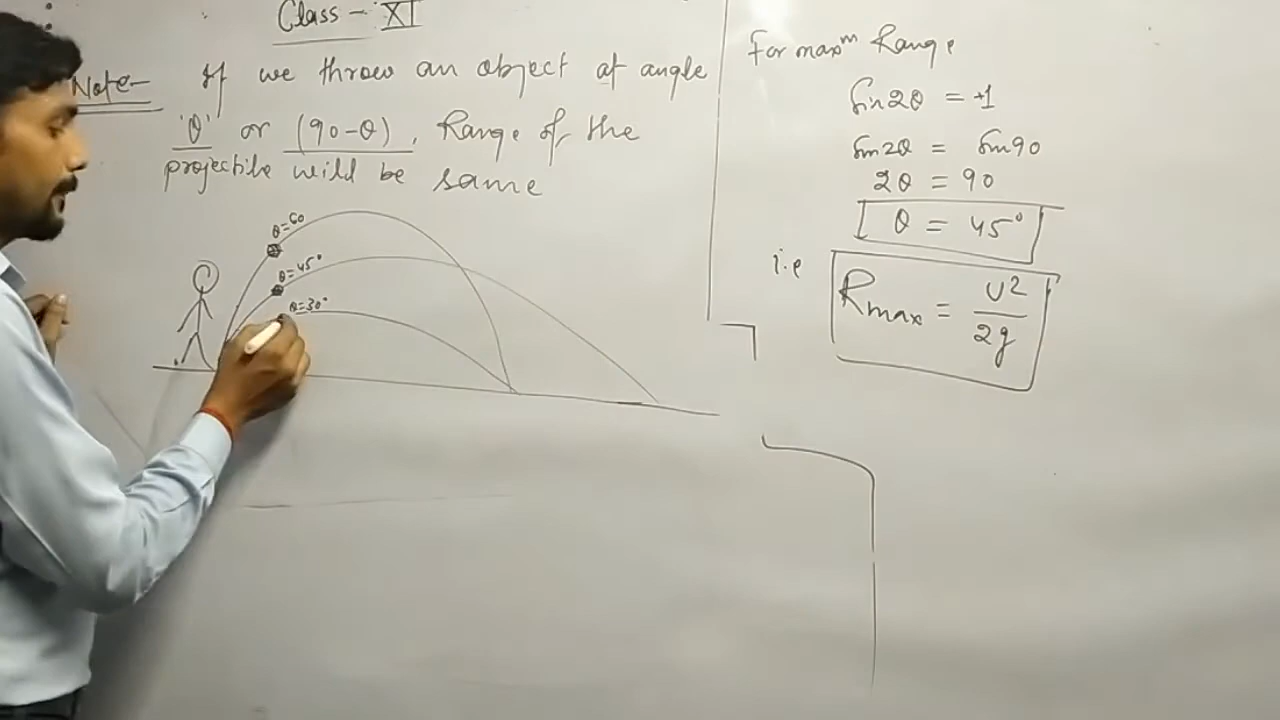 Class - XI
Note- If we throw an object at angle
'θ' or (90-θ), Range of the
projectile will be same
θ=60
θ=45°
θ=30°
For maxᵐ Range
Sin2θ = +1
Sin2θ = Sin90
2θ = 90
θ = 45°
i.e Rmax = u²/2g